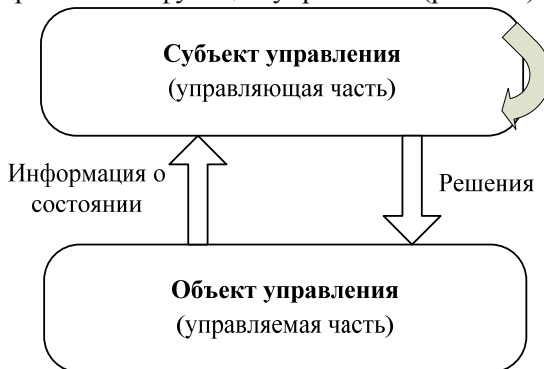 Субъект управления
(управляющая часть)
Информация о
состоянии
Решения
Объект управления
(управляемая часть)